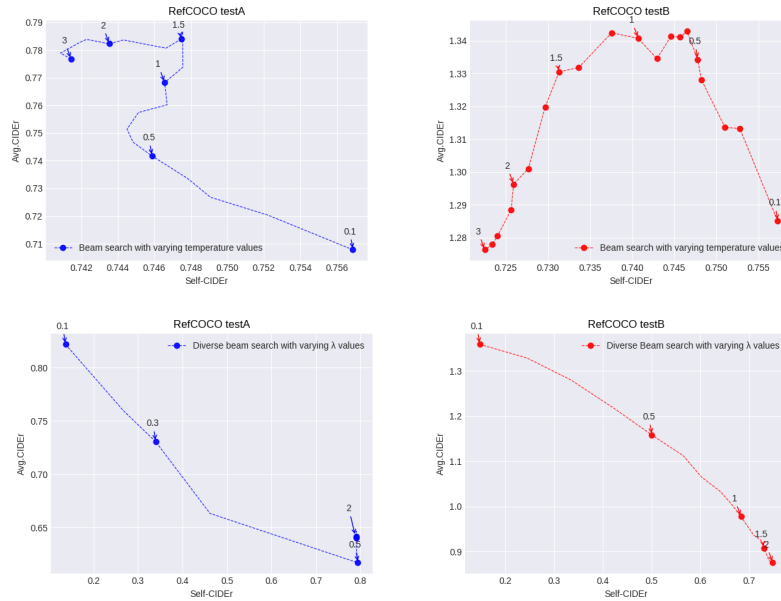 RefCOCO testA
0.79
0.78
0.77
0.76
0.75
0.74
0.73
0.72
0.71
Avg.CIDEr
3
2
1.5
1
0.5
0.1
Beam search with varying temperature values
0.742 0.744 0.746 0.748 0.750 0.752 0.754 0.756
Self-CIDEr
RefCOCO testB
1.34
1.33
1.32
1.31
1.30
1.29
1.28
Avg.CIDEr
1
0.5
1.5
2
0.1
3
Beam search with varying temperature values
0.725 0.730 0.735 0.740 0.745 0.750 0.755
Self-CIDEr
RefCOCO testA
0.80
0.75
0.70
0.65
Avg.CIDEr
0.1
Diverse beam search with varying λ values
0.3
2
0.5
0.2 0.3 0.4 0.5 0.6 0.7 0.8
Self-CIDEr
RefCOCO testB
1.4
1.3
1.2
1.1
1.0
0.9
Avg.CIDEr
0.1
Diverse Beam search with varying λ values
0.5
1
1.5
2
0.2 0.3 0.4 0.5 0.6 0.7
Self-CIDEr